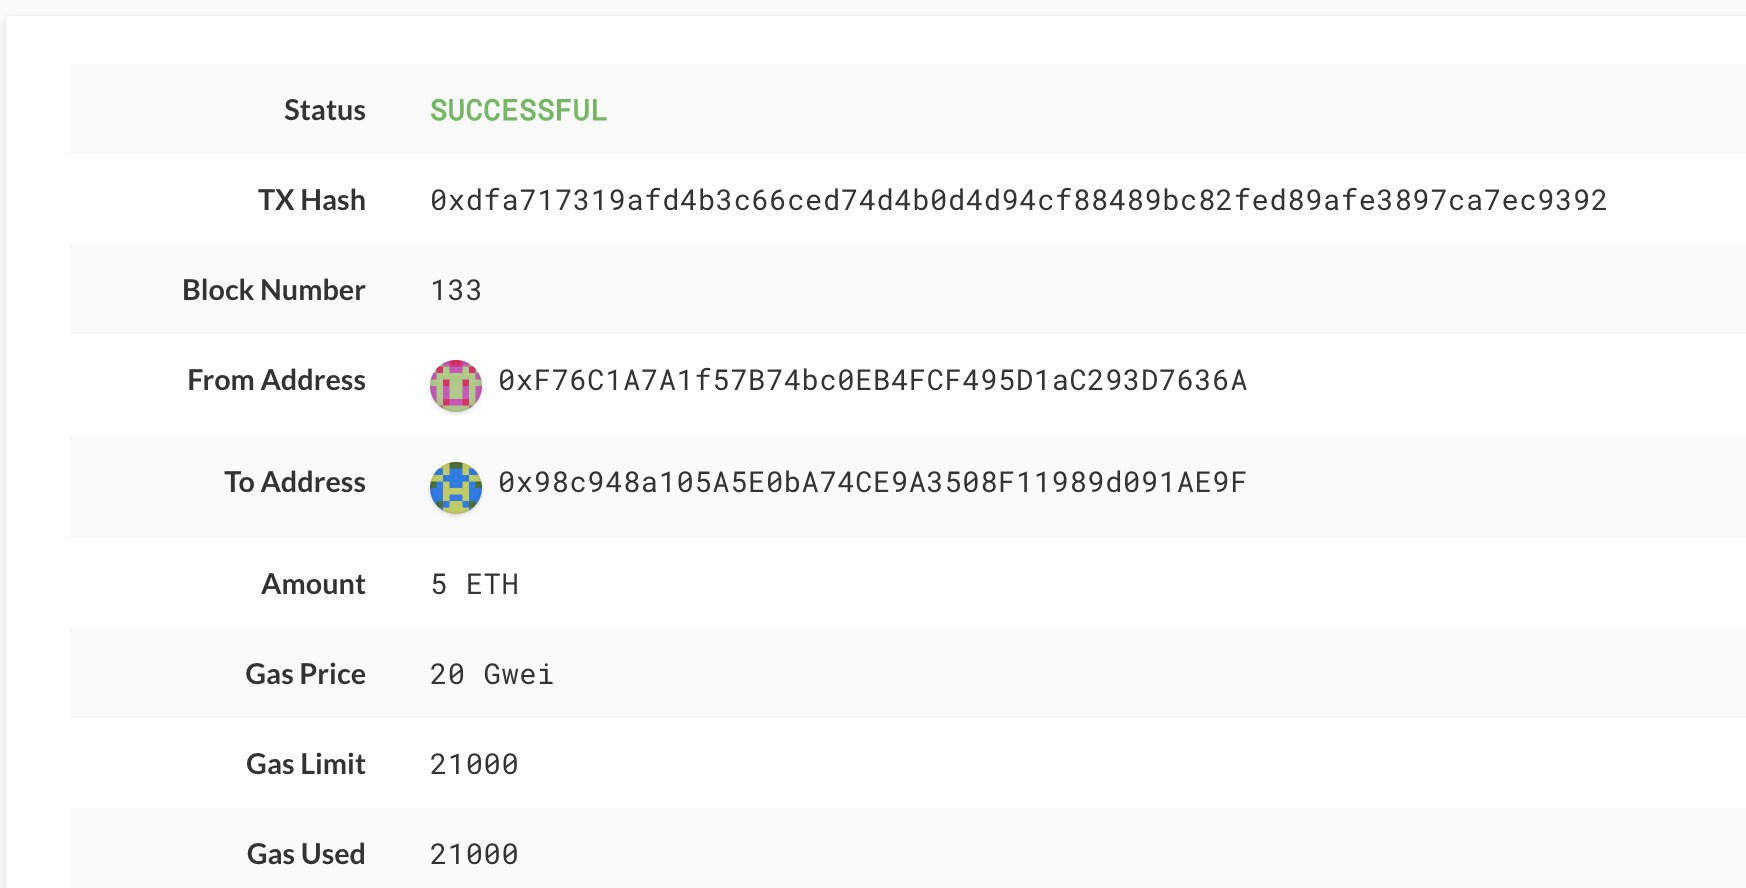 Status SUCCESSFUL
TX Hash 0xdfa717319afd4b3c66ced74d4b0d4d94cf88489bc82fed89afe3897ca7ec9392
Block Number 133
From Address 0xF76C1A7A1f57B74bc0EB4FCF495D1aC293D7636A
To Address 0x98c948a105A5E0bA74CE9A3508F11989d091AE9F
Amount 5 ETH
Gas Price 20 Gwei
Gas Limit 21000
Gas Used 21000